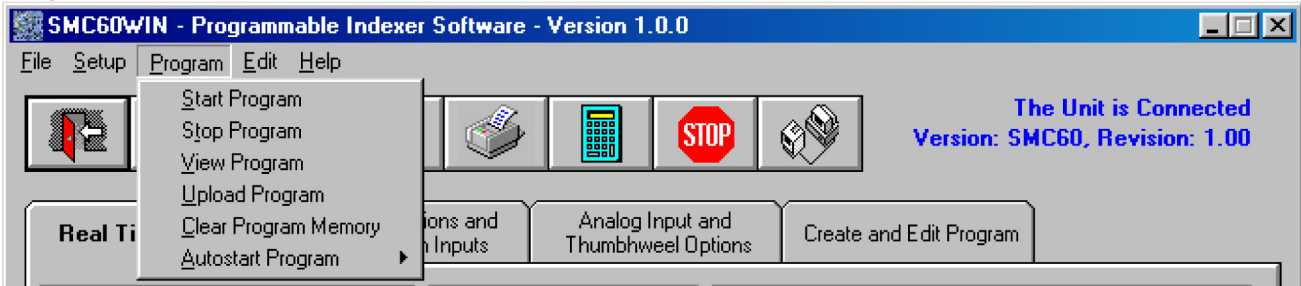 SMC60WIN - Programmable Indexer Software - Version 1.0.0
File Setup Program Edit Help
Start Program
Stop Program
View Program
Upload Program
Clear Program Memory
Autostart Program
STOP
The Unit is Connected
Version: SMC60, Revision: 1.00
Real Ti
ions and
Inputs
Analog Input and
Thumbhweel Options
Create and Edit Program